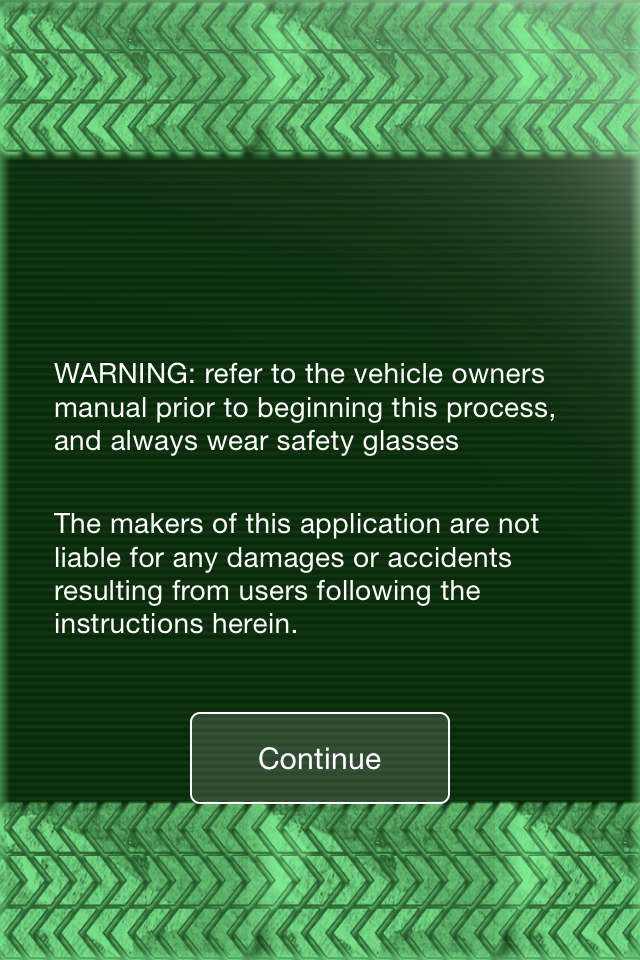 WARNING: refer to the vehicle owners
manual prior to beginning this process,
and always wear safety glasses
The makers of this application are not
liable for any damages or accidents
resulting from users following the
instructions herein.
Continue